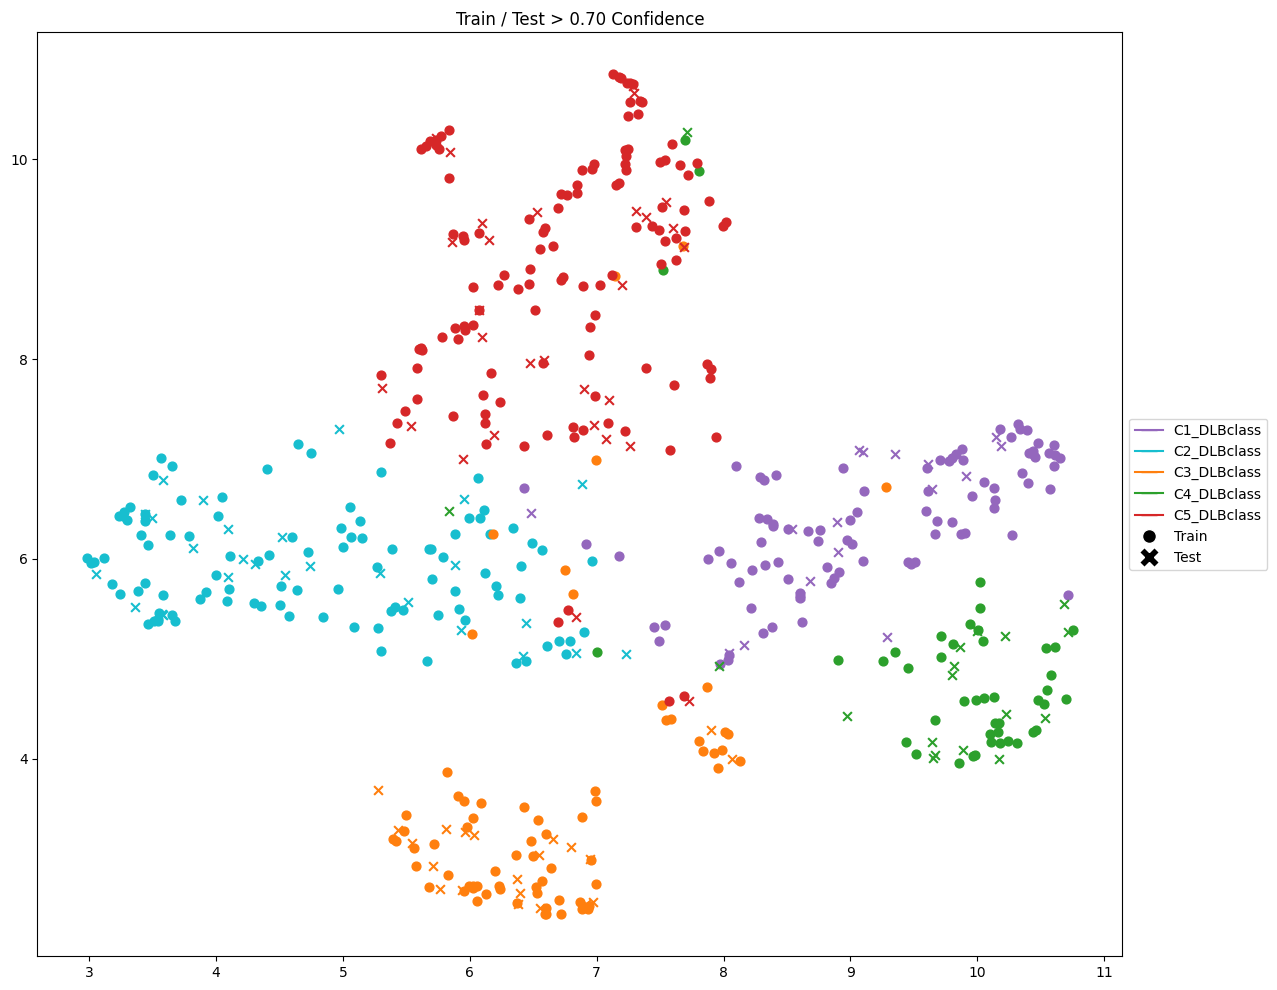 Train / Test > 0.70 Confidence
10
8
6
4
3 4 5 6 7 8 9 10 11
C1_DLBclass
C2_DLBclass
C3_DLBclass
C4_DLBclass
C5_DLBclass
Train
Test